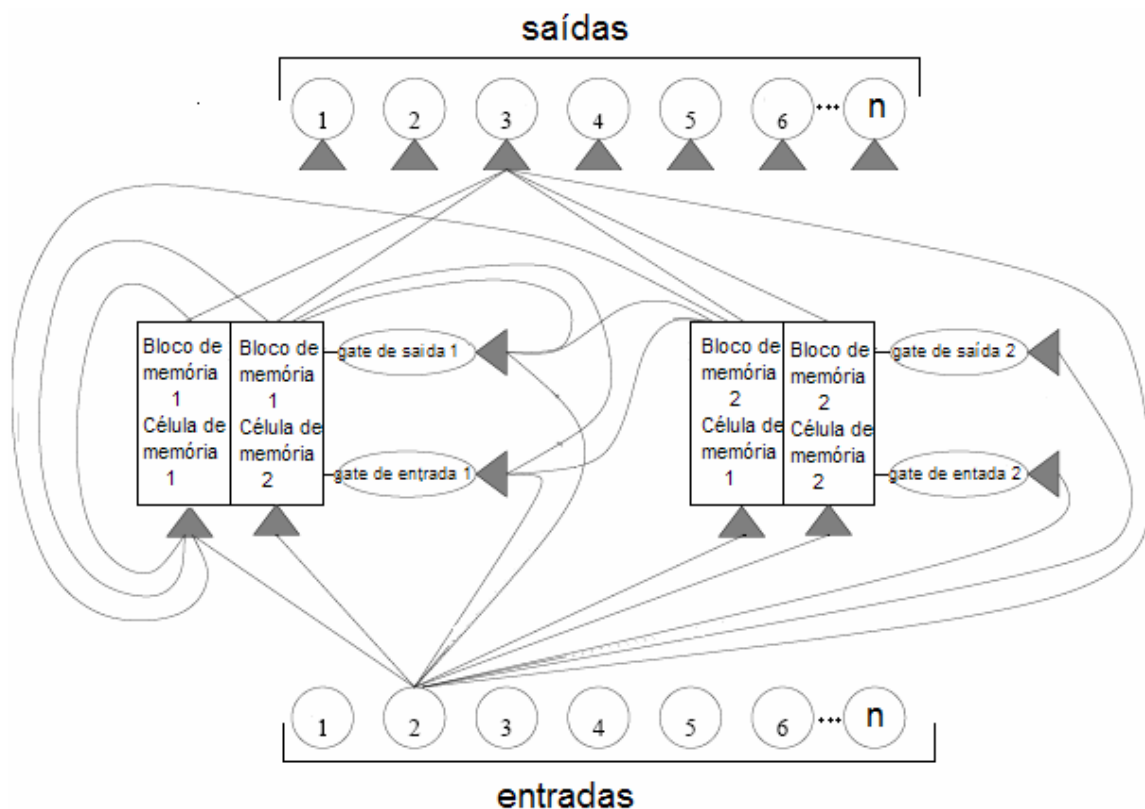 saídas
1 2 3 4 5 6 ... n
Bloco de
memória
1
Célula de
memória
1
Bloco de
memória
1
Célula de
memória
2
gate de saída 1
gate de entrada 1
Bloco de
memória
2
Célula de
memória
1
Bloco de
memória
2
Célula de
memória
2
gate de saída 2
gate de entada 2
1 2 3 4 5 6 ... n
entradas